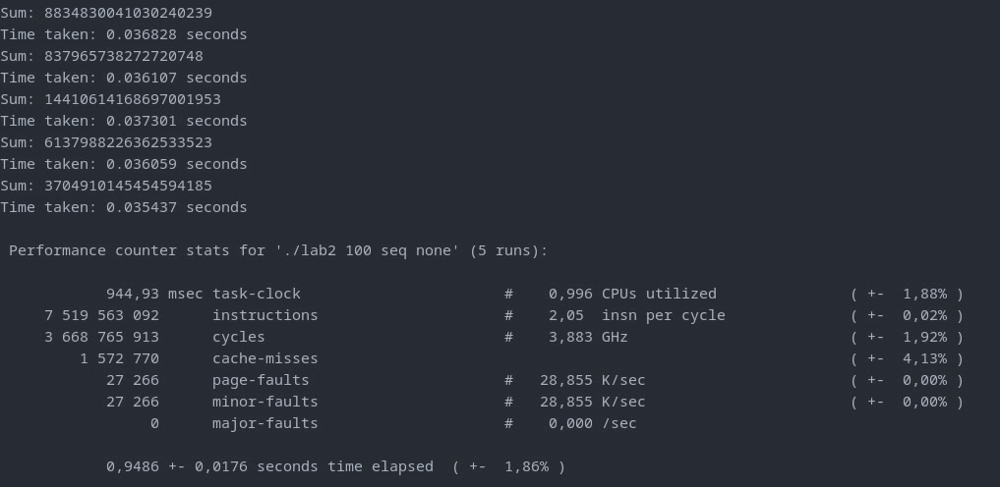 Sum: 8834830041030240239
Time taken: 0.036828 seconds
Sum: 837965738272720748
Time taken: 0.036107 seconds
Sum: 14410614168697001953
Time taken: 0.037301 seconds
Sum: 6137988226362533523
Time taken: 0.036059 seconds
Sum: 3704910145454594185
Time taken: 0.035437 seconds
Performance counter stats for './lab2 100 seq none' (5 runs):
944,93 msec task-clock # 0,996 CPUs utilized ( +- 1,88% )
7 519 563 092 instructions # 2,05 insn per cycle ( +- 0,02% )
3 668 765 913 cycles # 3,883 GHz ( +- 1,92% )
1 572 770 cache-misses ( +- 4,13% )
27 266 page-faults # 28,855 K/sec ( +- 0,00% )
27 266 minor-faults # 28,855 K/sec ( +- 0,00% )
0 major-faults # 0,000 /sec
0,9486 +- 0,0176 seconds time elapsed ( +- 1,86% )